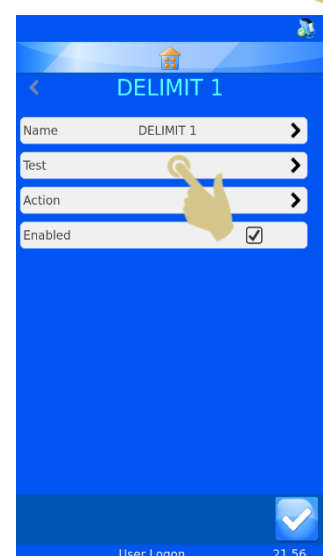 DELIMIT 1
Name DELIMIT 1
Test
Action
Enabled
User Logon 21.56